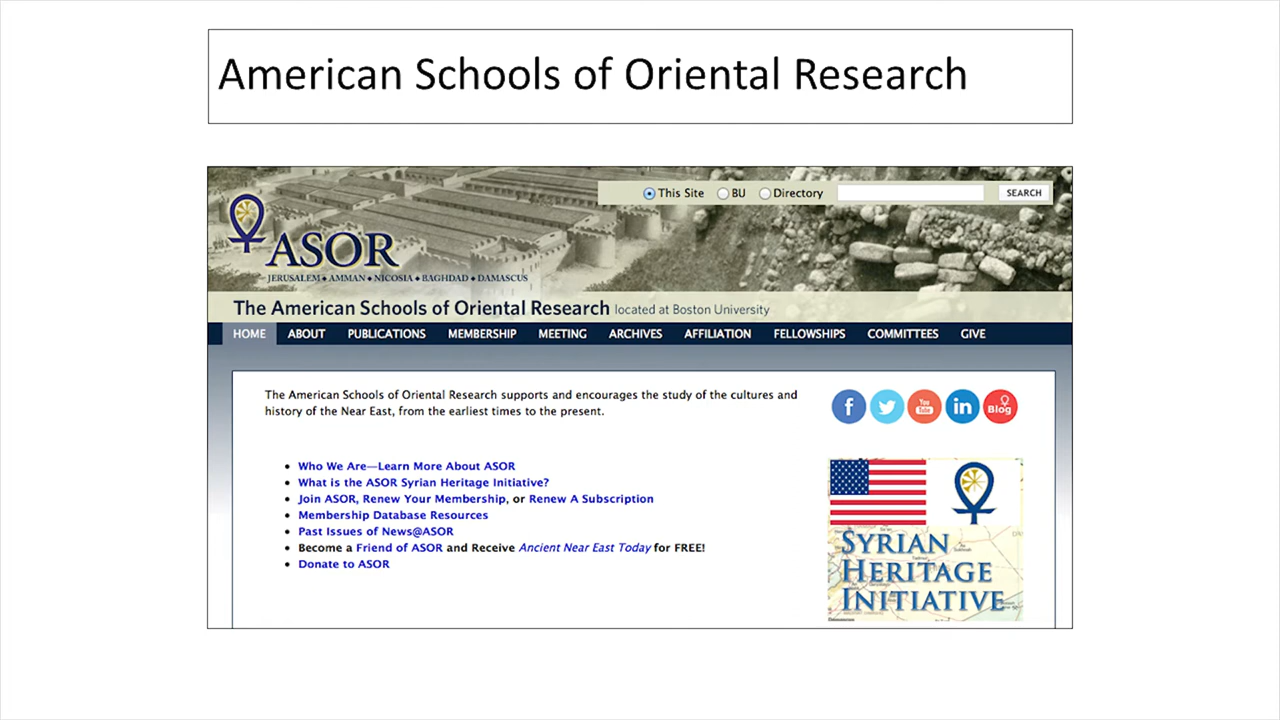 American Schools of Oriental Research
This Site BU Directory SEARCH
ASOR
JERUSALEM ♦ AMMAN ♦ NICOSIA ♦ BAGHDAD ♦ DAMASCUS
The American Schools of Oriental Research located at Boston University
HOME ABOUT PUBLICATIONS MEMBERSHIP MEETING ARCHIVES AFFILIATION FELLOWSHIPS COMMITTEES GIVE
The American Schools of Oriental Research supports and encourages the study of the cultures and
history of the Near East, from the earliest times to the present.
f You Tube in Blog
• Who We Are—Learn More About ASOR
• What is the ASOR Syrian Heritage Initiative?
• Join ASOR, Renew Your Membership, or Renew A Subscription
• Membership Database Resources
• Past Issues of News@ASOR
• Become a Friend of ASOR and Receive Ancient Near East Today for FREE!
• Donate to ASOR
SYRIAN
HERITAGE
INITIATIVE